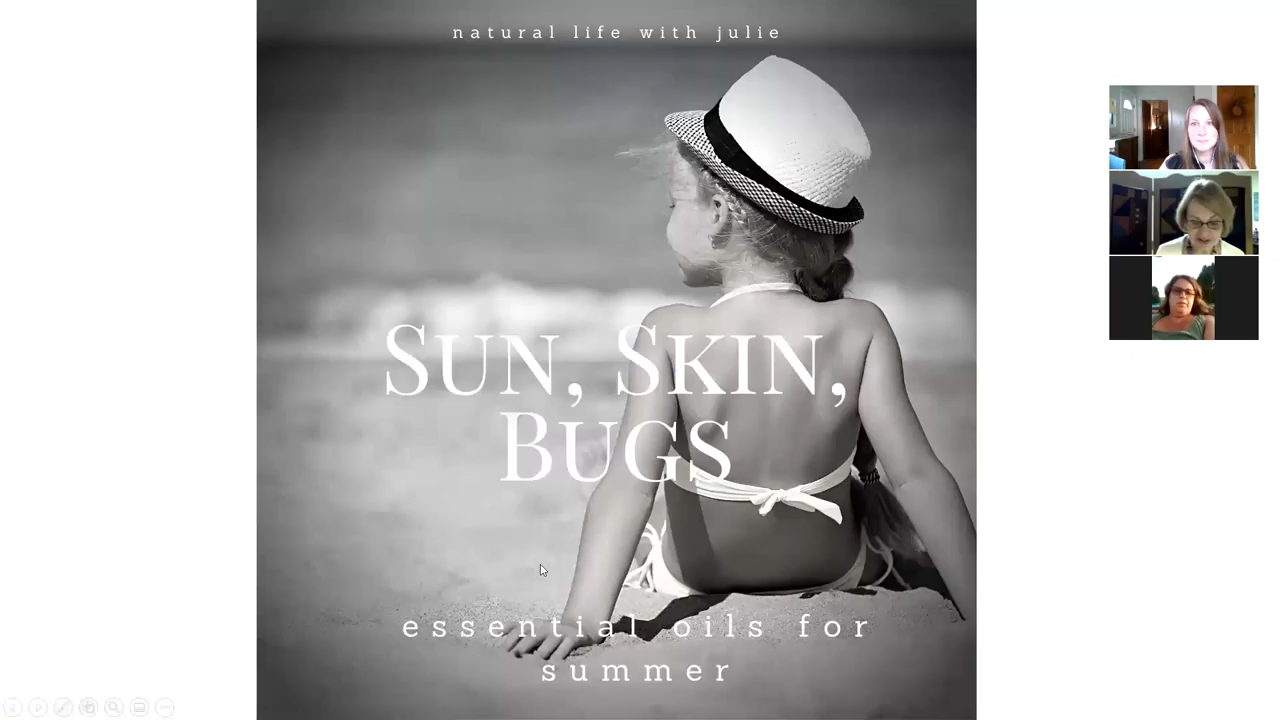 natural life with julie
SUN, SKIN,
BUGS
essential oils for
summer